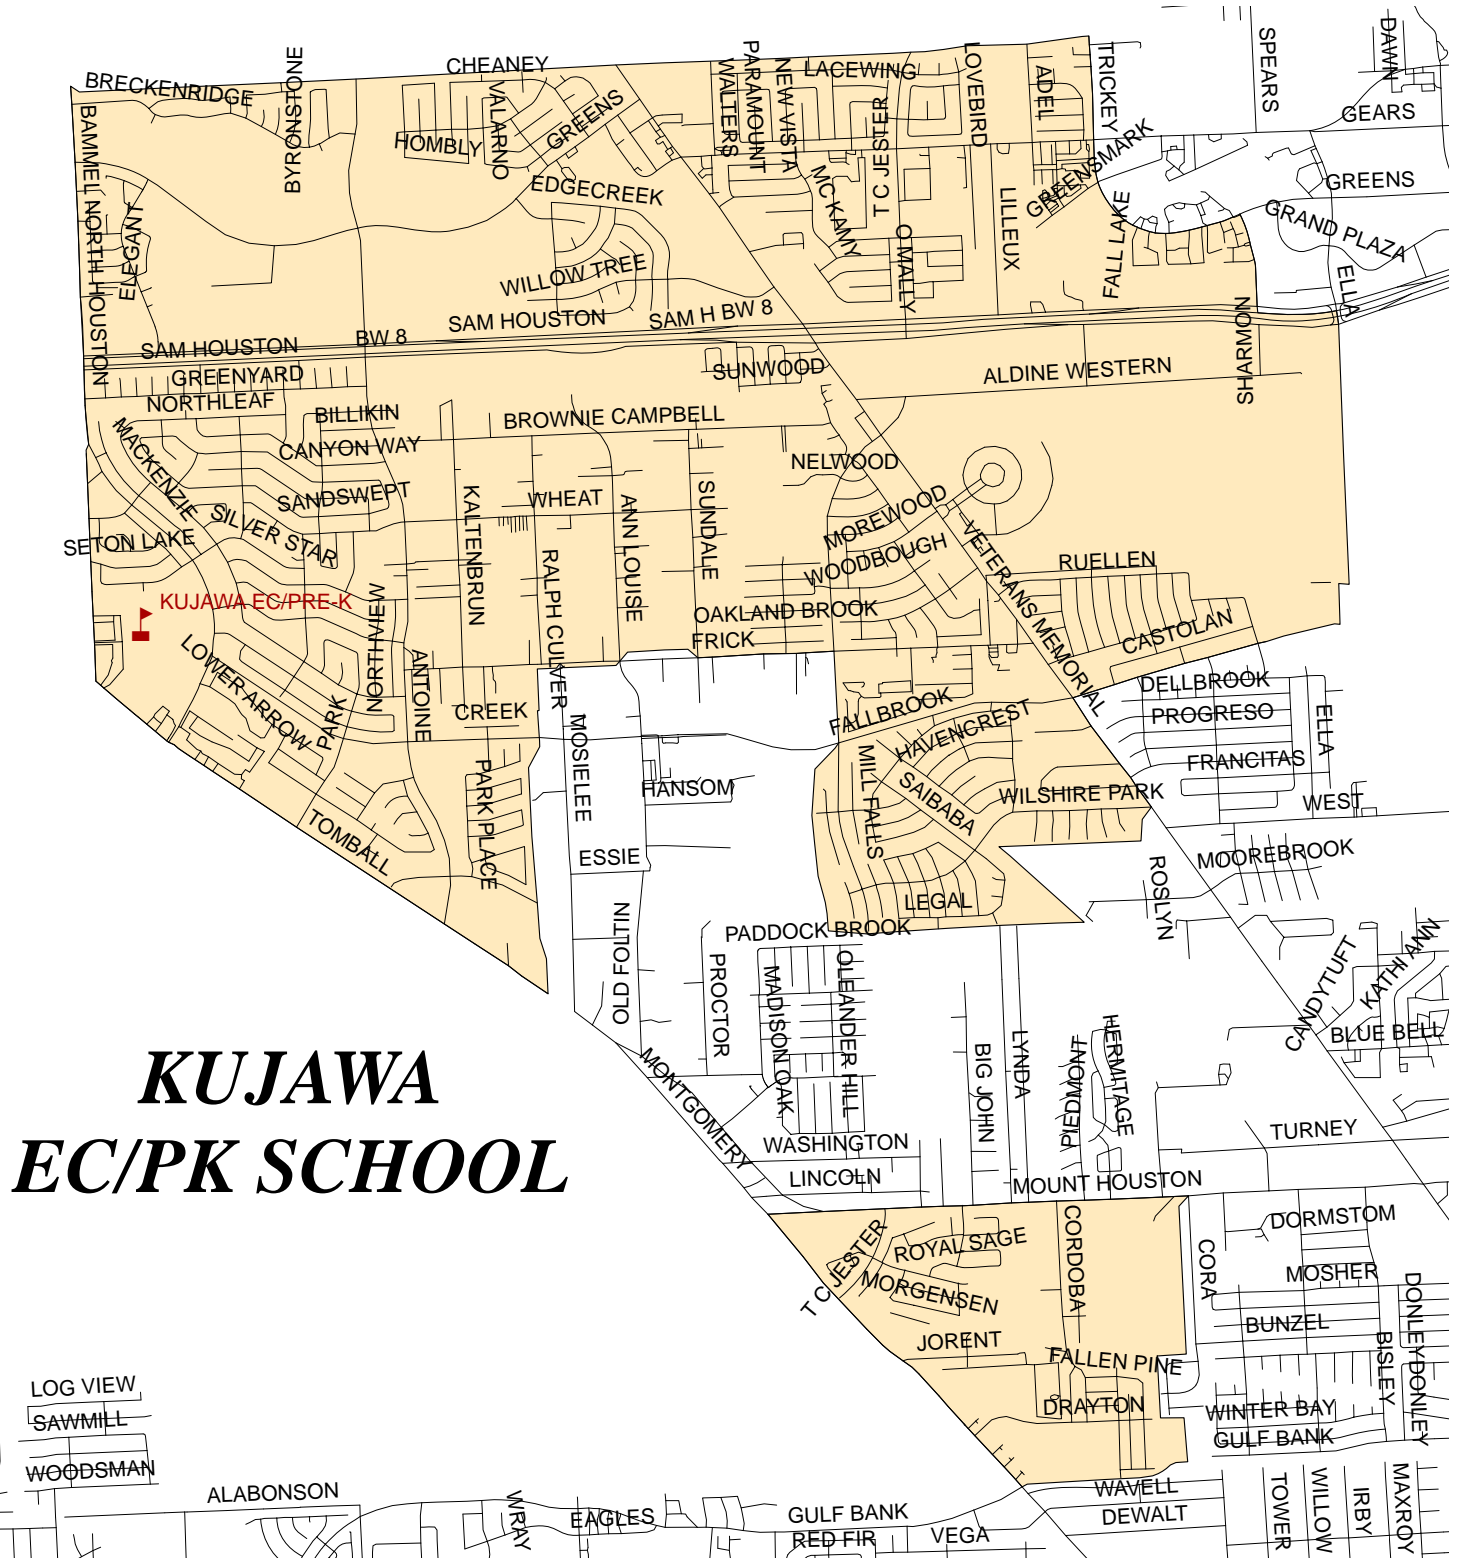 BRECKENRIDGE
BYRONSTONE
CHEANEY
VALARNO
GREENS
HOMBLY
WALTERS
PARAMOUNT
NEW VISTA
LACEWING
T C JESTER
LOVEBIRD
ADEL
TRICKEY
SPEARS
DAWN
GEARS
GREENSMARK
GREENS
GRAND PLAZA
ELLA
BAMMEL NORTH HOUSTON
ELEGANT
EDGECREEK
WILLOW TREE
MC KAMY
O MALLY
LILLEUX
FALL LAKE
SAM HOUSTON
BW 8
SAM HOUSTON
SAM H BW 8
SHARMON
GREENYARD
SUNWOOD
ALDINE WESTERN
NORTHLEAF
BILLIKIN
BROWNIE CAMPBELL
MACKENZIE
CANYON WAY
NELWOOD
SANDSWEPT
KALTENBRUN
WHEAT
ANN LOUISE
SUNDALE
MOREWOOD
SETON LAKE
SILVER STAR
WOODBOUGH
VETERANS MEMORIAL
RUELLEN
KUJAWA EC/PRE-K
NORTHVIEW
RALPH CULVER
OAKLAND BROOK
FRICK
CASTOLAN
LOWER ARROW
PARK
ANTOINE
CREEK
MOSIELEE
FALLBROOK
HAVENCREST
DELLBROOK
PROGRESO
ELLA
FRANCITAS
PARK PLACE
HANSOM
MILL FALLS
SAIBABA
WILSHIRE PARK
WEST
TOMBALL
ESSIE
MOOREBROOK
ROSLYN
LEGAL
OLD FOLTIN
PADDOCK BROOK
PROCTOR
MADISON OAK
OLEANDER HILL
CANDYTUFT
KATHI ANN
BLUE BELL
BIG JOHN
LYNDA
PIEDMONT
HERMITAGE
KUJAWA
EC/PK SCHOOL
MONTGOMERY
WASHINGTON
LINCOLN
TURNEY
MOUNT HOUSTON
T C JESTER
ROYAL SAGE
CORDOBA
CORA
DORMSTOM
MORGENSEN
MOSHER
DONLEYDONLEY
BUNZEL
BISLEY
JORENT
FALLEN PINE
DRAYTON
WINTER BAY
GULF BANK
LOG VIEW
SAWMILL
WOODSMAN
ALABONSON
WRAY
EAGLES
GULF BANK
RED FIR
VEGA
WAVELL
DEWALT
TOWER
WILLOW
IRBY
MAXROY